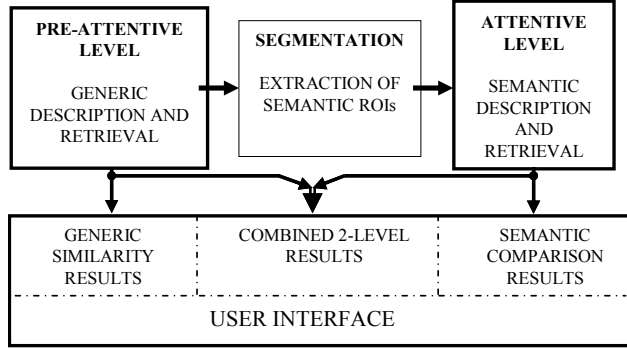 PRE-ATTENTIVE
LEVEL
GENERIC
DESCRIPTION AND
RETRIEVAL
SEGMENTATION
EXTRACTION OF
SEMANTIC ROIs
ATTENTIVE
LEVEL
SEMANTIC
DESCRIPTION
AND
RETRIEVAL
GENERIC
SIMILARITY
RESULTS
COMBINED 2-LEVEL
RESULTS
SEMANTIC
COMPARISON
RESULTS
USER INTERFACE